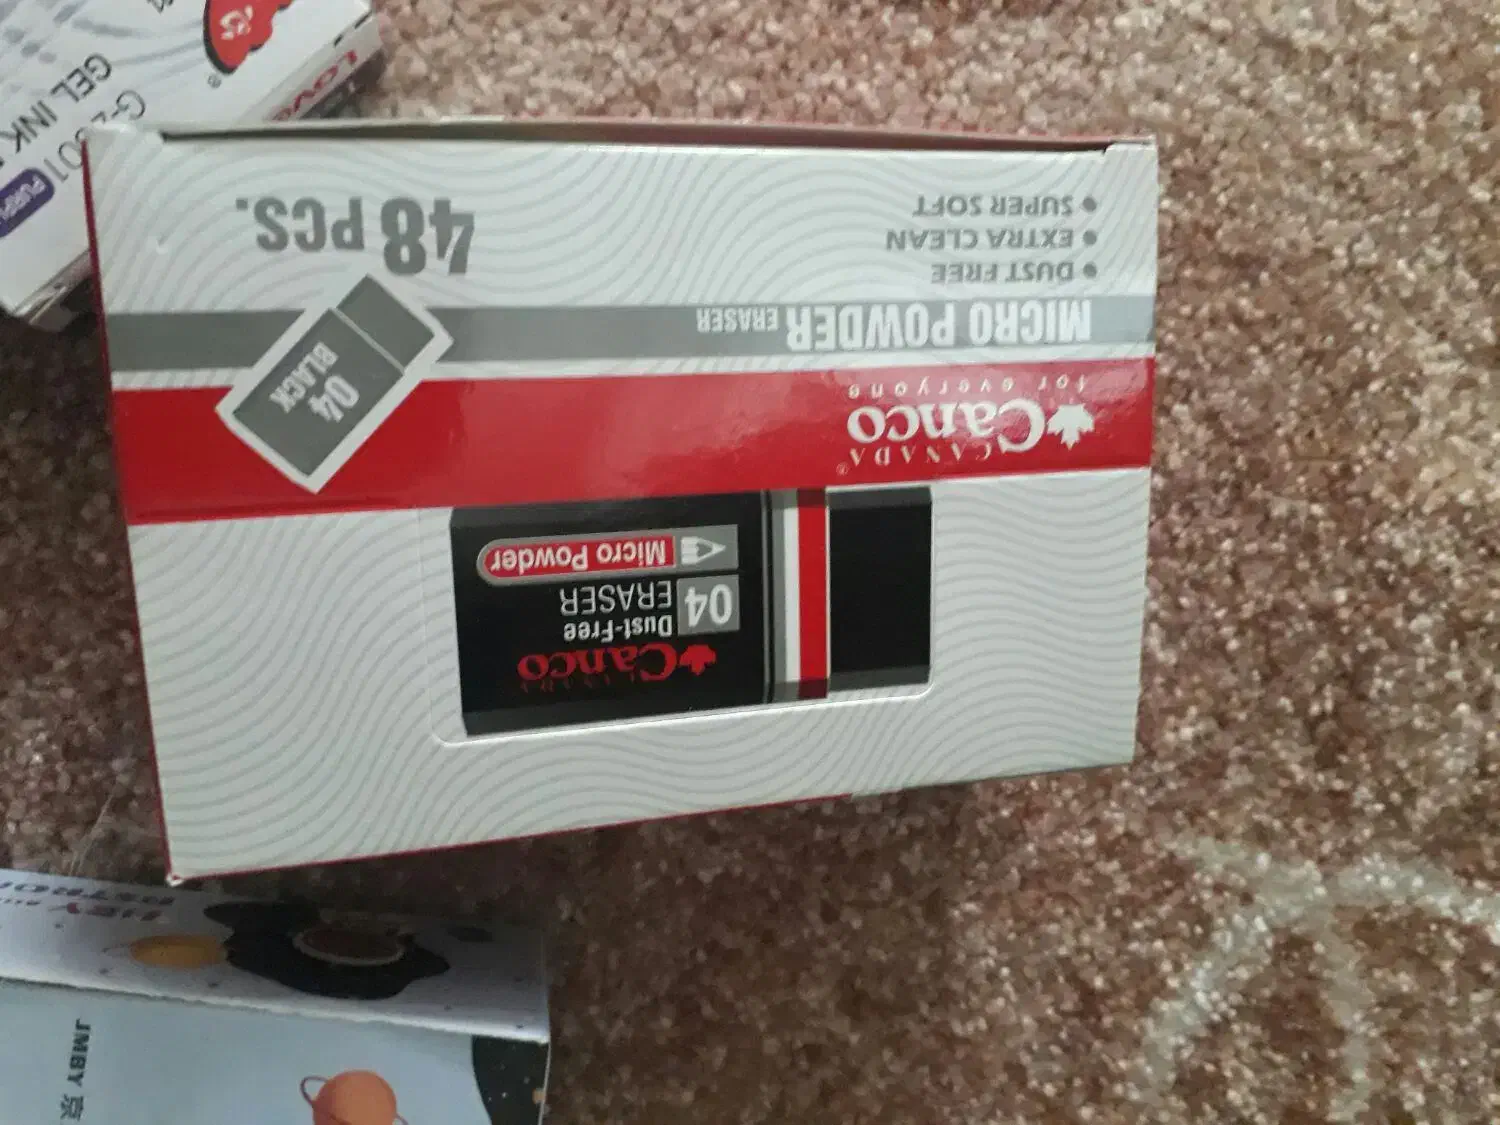 CANADA®
Canco
for everyone
MICRO POWDER ERASER
● DUST FREE
● EXTRA CLEAN
● SUPER SOFT
48 PCS.
04
BLACK
Canco
Dust-Free
04 ERASER
Micro Powder
GEL INK
JMBY 京